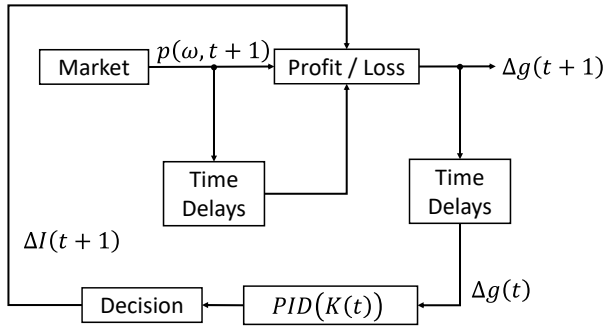 p(ω, t + 1)
Market
Profit / Loss
Δg(t + 1)
Time
Delays
Time
Delays
ΔI(t + 1)
Δg(t)
Decision
PID(K(t))